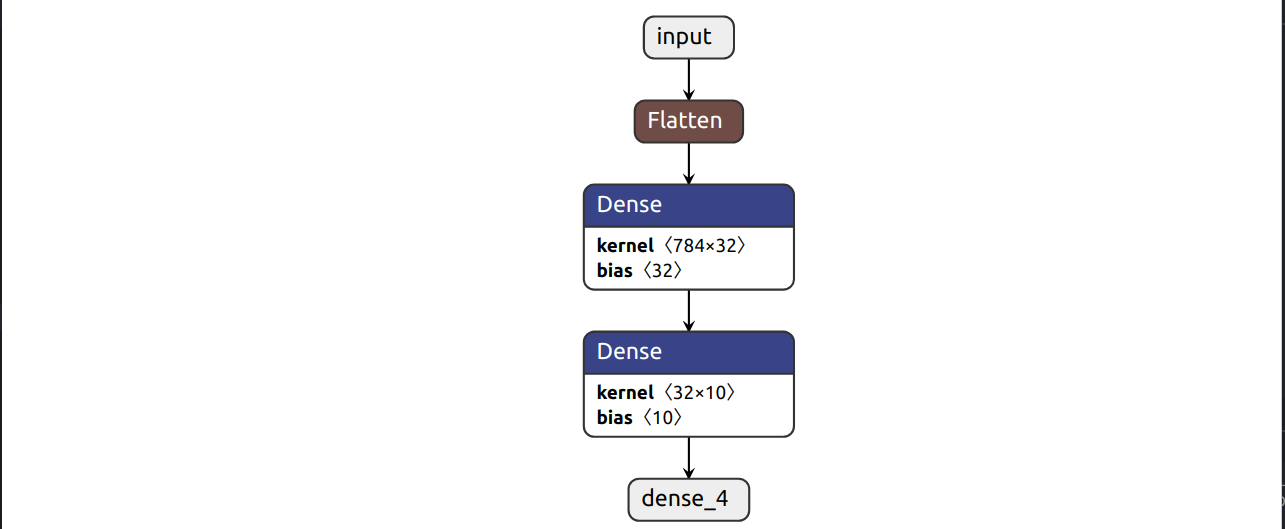 input
Flatten
Dense
kernel〈784×32〉
bias〈32〉
Dense
kernel〈32×10〉
bias〈10〉
dense_4